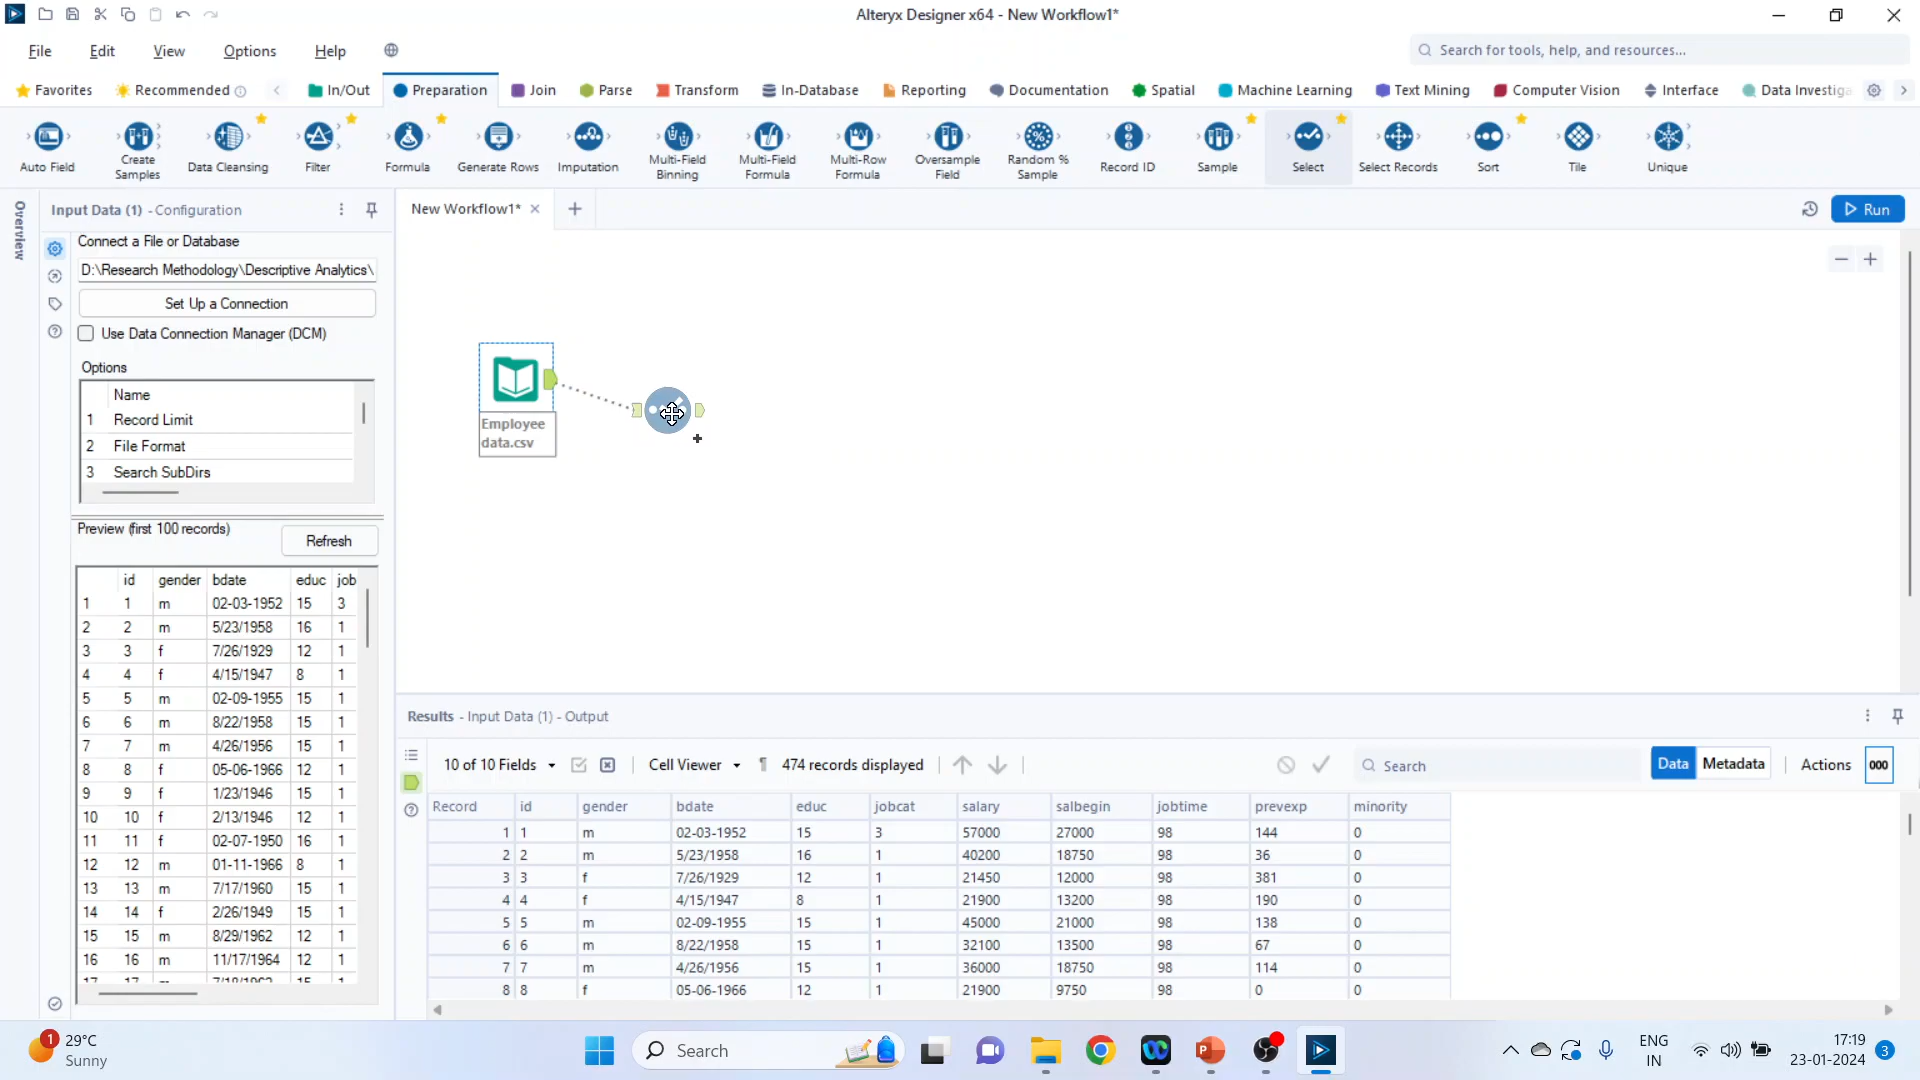 Alteryx Designer x64 - New Workflow1*
File Edit View Options Help
Search for tools, help, and resources...
Favorites Recommended In/Out Preparation Join Parse Transform In-Database Reporting Documentation Spatial Machine Learning Text Mining Computer Vision Interface Data Investiga
Auto Field Create Samples Data Cleansing Filter Formula Generate Rows Imputation Multi-Field Binning Multi-Field Formula Multi-Row Formula Oversample Field Random % Sample Record ID Sample Select Select Records Sort Tile Unique
Overview
Input Data (1) - Configuration
New Workflow1*
Run
Connect a File or Database
D:\Research Methodology\Descriptive Analytics\
Set Up a Connection
Use Data Connection Manager (DCM)
Options
Name
1 Record Limit
2 File Format
3 Search SubDirs
Preview (first 100 records)
Refresh
id gender bdate educ job
1 1 m 02-03-1952 15 3
2 2 m 5/23/1958 16 1
3 3 f 7/26/1929 12 1
4 4 f 4/15/1947 8 1
5 5 m 02-09-1955 15 1
6 6 m 8/22/1958 15 1
7 7 m 4/26/1956 15 1
8 8 f 05-06-1966 12 1
9 9 f 1/23/1946 15 1
10 10 f 2/13/1946 12 1
11 11 f 02-07-1950 16 1
12 12 m 01-11-1966 8 1
13 13 m 7/17/1960 15 1
14 14 f 2/26/1949 15 1
15 15 m 8/29/1962 12 1
16 16 m 11/17/1964 12 1
Employee
data.csv
Results - Input Data (1) - Output
10 of 10 Fields Cell Viewer 474 records displayed Search Data Metadata Actions 000
Record id gender bdate educ jobcat salary salbegin jobtime prevexp minority
1 1 m 02-03-1952 15 3 57000 27000 98 144 0
2 2 m 5/23/1958 16 1 40200 18750 98 36 0
3 3 f 7/26/1929 12 1 21450 12000 98 381 0
4 4 f 4/15/1947 8 1 21900 13200 98 190 0
5 5 m 02-09-1955 15 1 45000 21000 98 138 0
6 6 m 8/22/1958 15 1 32100 13500 98 67 0
7 7 m 4/26/1956 15 1 36000 18750 98 114 0
8 8 f 05-06-1966 12 1 21900 9750 98 0 0
1
29°C
Sunny
Search
ENG
IN
17:19
23-01-2024
3